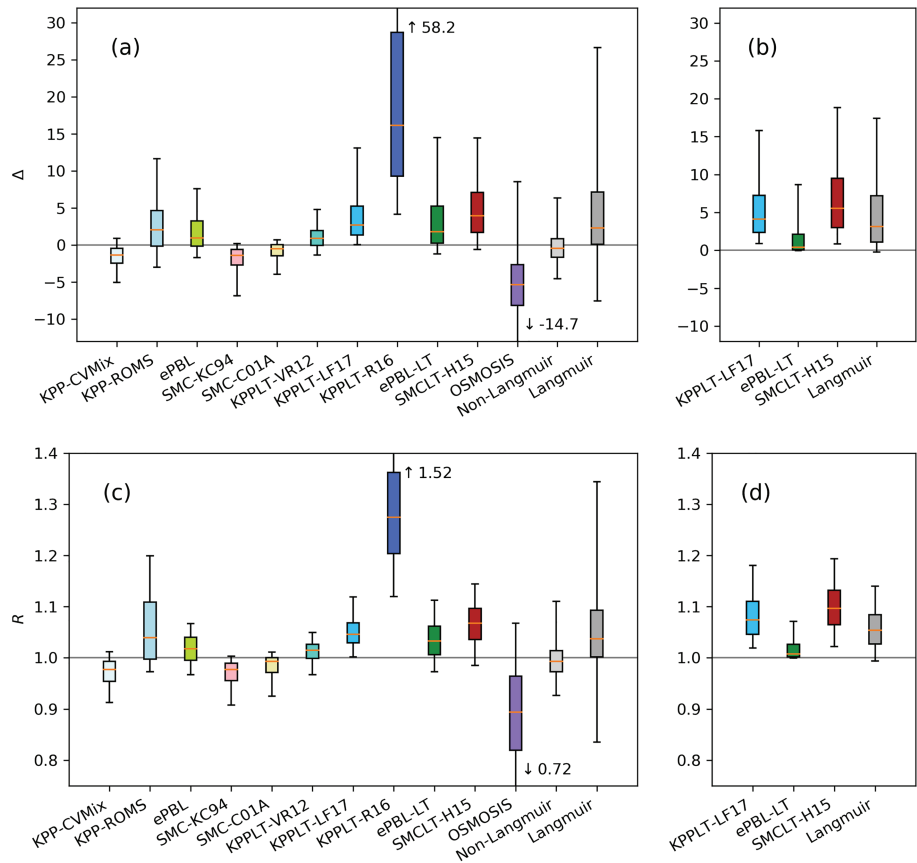 (a)
↑ 58.2
30
25
20
15
10
5
0
−5
−10
Δ
↓ -14.7
KPP-CVMix
KPP-ROMS
ePBL
SMC-KC94
SMC-C01A
KPPLT-VR12
KPPLT-LF17
KPPLT-R16
ePBL-LT
SMCLT-H15
OSMOSIS
Non-Langmuir
Langmuir
(b)
30
25
20
15
10
5
0
−5
−10
KPPLT-LF17
ePBL-LT
SMCLT-H15
Langmuir
(c)
↑ 1.52
1.4
1.3
1.2
1.1
1.0
0.9
0.8
R
↓ 0.72
KPP-CVMix
KPP-ROMS
ePBL
SMC-KC94
SMC-C01A
KPPLT-VR12
KPPLT-LF17
KPPLT-R16
ePBL-LT
SMCLT-H15
OSMOSIS
Non-Langmuir
Langmuir
(d)
1.4
1.3
1.2
1.1
1.0
0.9
0.8
KPPLT-LF17
ePBL-LT
SMCLT-H15
Langmuir